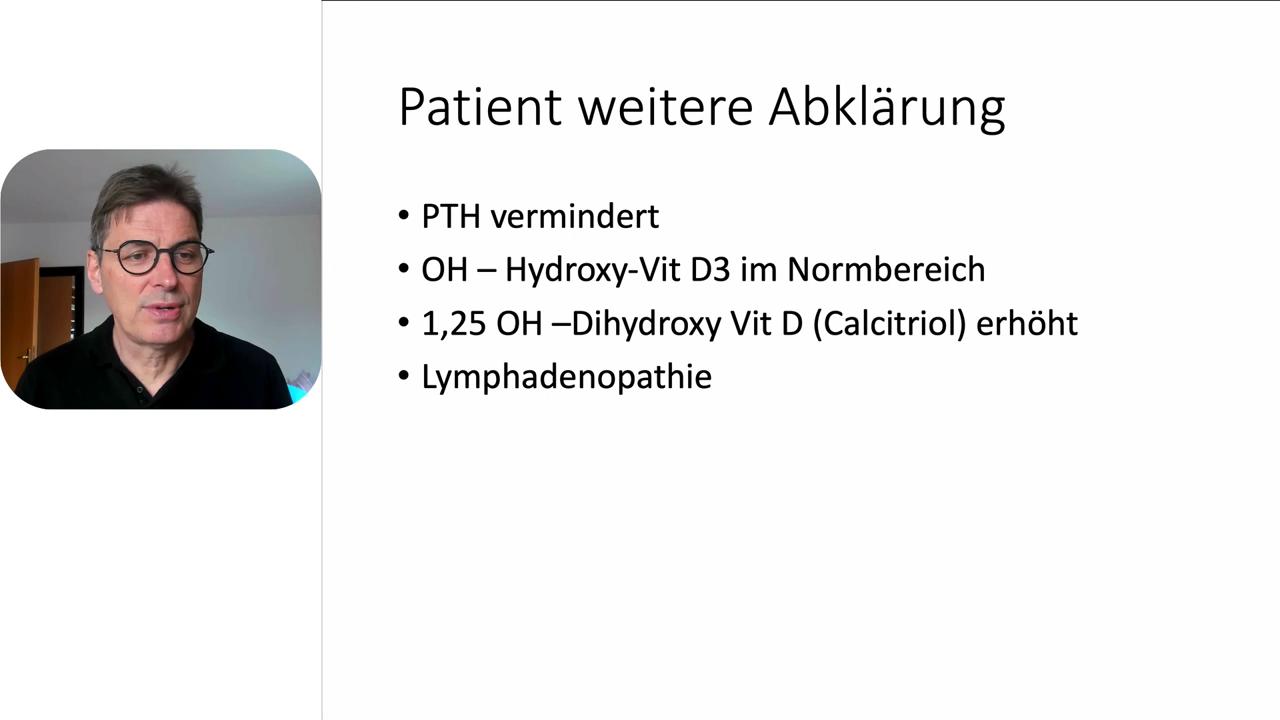 Patient weitere Abklärung
• PTH vermindert
• OH – Hydroxy-Vit D3 im Normbereich
• 1,25 OH –Dihydroxy Vit D (Calcitriol) erhöht
• Lymphadenopathie